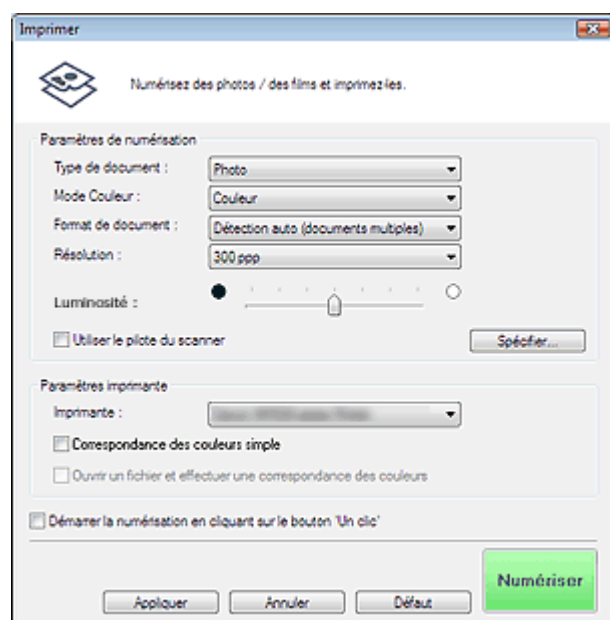 Imprimer
Numérisez des photos / des films et imprimez-les.
Paramètres de numérisation
Type de document : Photo
Mode Couleur : Couleur
Format de document : Détection auto (documents multiples)
Résolution : 300 ppp
Luminosité :
Utiliser le pilote du scanner Spécifier...
Paramètres imprimante
Imprimante :
Correspondance des couleurs simple
Ouvrir un fichier et effectuer une correspondance des couleurs
Démarrer la numérisation en cliquant sur le bouton 'Un clic'
Numériser
Appliquer Annuler Défaut